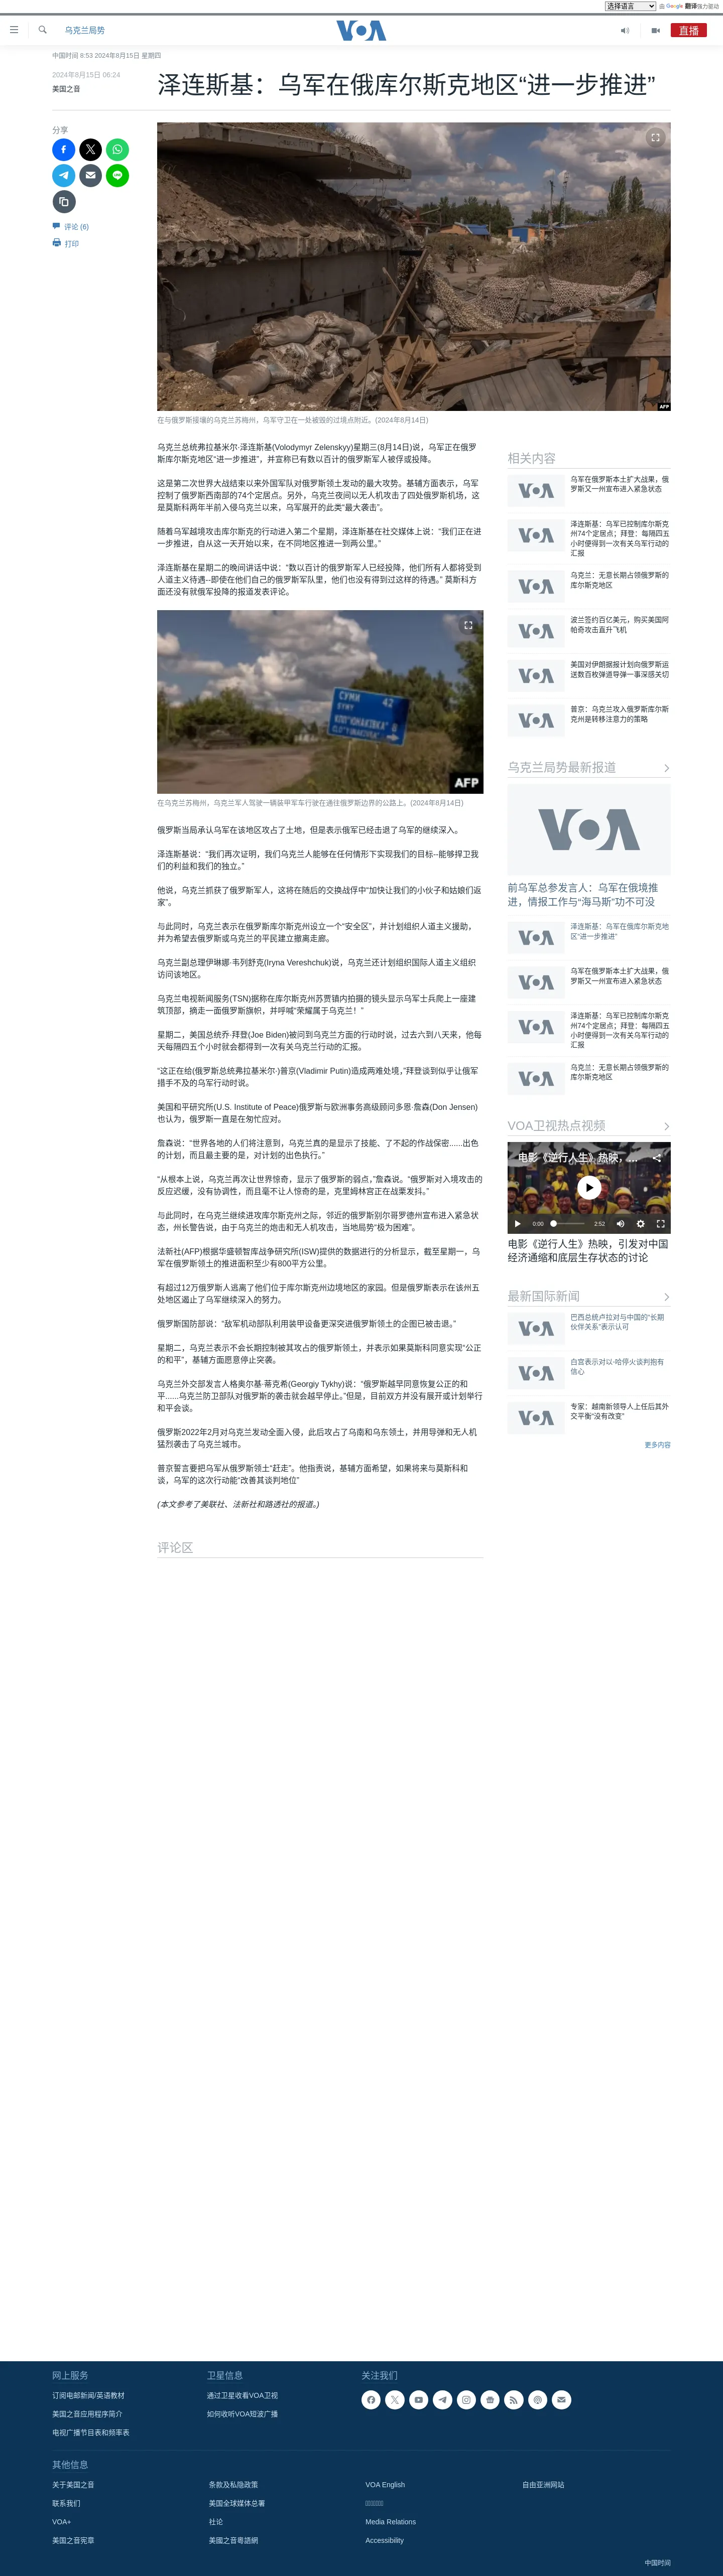 选择语言 由 Google 翻译强力驱动
乌克兰局势
VOA
直播
中国时间 8:53 2024年8月15日 星期四
2024年8月15日 06:24
美国之音
泽连斯基：乌军在俄库尔斯克地区“进一步推进”
分享
评论 (6)
打印
AFP
在与俄罗斯接壤的乌克兰苏梅州，乌军守卫在一处被毁的过境点附近。(2024年8月14日)
乌克兰总统弗拉基米尔·泽连斯基(Volodymyr Zelenskyy)星期三(8月14日)说，乌军正在俄罗
斯库尔斯克地区“进一步推进”，并宣称已有数以百计的俄罗斯军人被俘或投降。
这是第二次世界大战结束以来外国军队对俄罗斯领土发动的最大攻势。基辅方面表示，乌军
控制了俄罗斯西南部的74个定居点。另外，乌克兰夜间以无人机攻击了四处俄罗斯机场，这
是莫斯科两年半前入侵乌克兰以来，乌军展开的此类“最大袭击”。
随着乌军越境攻击库尔斯克的行动进入第二个星期，泽连斯基在社交媒体上说：“我们正在进
一步推进，自从这一天开始以来，在不同地区推进一到两公里。”
泽连斯基在星期二的晚间讲话中说：“数以百计的俄罗斯军人已经投降，他们所有人都将受到
人道主义待遇--即使在他们自己的俄罗斯军队里，他们也没有得到过这样的待遇。” 莫斯科方
面还没有就俄军投降的报道发表评论。
СУМИ
SUMY
42
AFP
在乌克兰苏梅州，乌克兰军人驾驶一辆装甲军车行驶在通往俄罗斯边界的公路上。(2024年8月14日)
俄罗斯当局承认乌军在该地区攻占了土地，但是表示俄军已经击退了乌军的继续深入。
泽连斯基说：“我们再次证明，我们乌克兰人能够在任何情形下实现我们的目标--能够捍卫我
们的利益和我们的独立。”
他说，乌克兰抓获了俄罗斯军人，这将在随后的交换战俘中“加快让我们的小伙子和姑娘们返
家”。
与此同时，乌克兰表示在俄罗斯库尔斯克州设立一个“安全区”，并计划组织人道主义援助，
并为希望去俄罗斯或乌克兰的平民建立撤离走廊。
乌克兰副总理伊琳娜·韦列舒克(Iryna Vereshchuk)说，乌克兰还计划组织国际人道主义组织
访问该地区。
乌克兰电视新闻服务(TSN)据称在库尔斯克州苏贾镇内拍摄的镜头显示乌军士兵爬上一座建
筑顶部，摘走一面俄罗斯旗帜，并呼喊“荣耀属于乌克兰！”
星期二，美国总统乔·拜登(Joe Biden)被问到乌克兰方面的行动时说，过去六到八天来，他每
天每隔四五个小时就会都得到一次有关乌克兰行动的汇报。
“这正在给(俄罗斯总统弗拉基米尔·)普京(Vladimir Putin)造成两难处境，”拜登谈到似乎让俄军
措手不及的乌军行动时说。
美国和平研究所(U.S. Institute of Peace)俄罗斯与欧洲事务高级顾问多恩·詹森(Don Jensen)
也认为，俄罗斯一直是在匆忙应对。
詹森说：“世界各地的人们将注意到，乌克兰真的是显示了技能、了不起的作战保密......出色
的计划，而且最主要的是，对计划的出色执行。”
“从根本上说，乌克兰再次让世界惊奇，显示了俄罗斯的弱点，”詹森说。“俄罗斯对入境攻击的
反应迟缓，没有协调性，而且毫不让人惊奇的是，克里姆林宫正在战栗发抖。”
与此同时，在乌克兰继续进攻库尔斯克州之际，邻近的俄罗斯别尔哥罗德州宣布进入紧急状
态，州长警告说，由于乌克兰的炮击和无人机攻击，当地局势“极为困难”。
法新社(AFP)根据华盛顿智库战争研究所(ISW)提供的数据进行的分析显示，截至星期一，乌
军在俄罗斯领土的推进面积至少有800平方公里。
有超过12万俄罗斯人逃离了他们位于库尔斯克州边境地区的家园。但是俄罗斯表示在该州五
处地区遏止了乌军继续深入的努力。
俄罗斯国防部说：“敌军机动部队利用装甲设备更深突进俄罗斯领土的企图已被击退。”
星期二，乌克兰表示不会长期控制被其攻占的俄罗斯领土，并表示如果莫斯科同意实现“公正
的和平”，基辅方面愿意停止突袭。
乌克兰外交部发言人格奥尔基·蒂克希(Georgiy Tykhy)说：“俄罗斯越早同意恢复公正的和
平......乌克兰防卫部队对俄罗斯的袭击就会越早停止。”但是，目前双方并没有展开或计划举行
和平会谈。
俄罗斯2022年2月对乌克兰发动全面入侵，此后攻占了乌南和乌东领土，并用导弹和无人机
猛烈袭击了乌克兰城市。
普京誓言要把乌军从俄罗斯领土“赶走”。他指责说，基辅方面希望，如果将来与莫斯科和
谈，乌军的这次行动能“改善其谈判地位”
(本文参考了美联社、法新社和路透社的报道。)
评论区
相关内容
VOA
乌军在俄罗斯本土扩大战果，俄
罗斯又一州宣布进入紧急状态
VOA
泽连斯基：乌军已控制库尔斯克
州74个定居点；拜登：每隔四五
小时便得到一次有关乌军行动的
汇报
VOA
乌克兰：无意长期占领俄罗斯的
库尔斯克地区
VOA
波兰签约百亿美元，购买美国阿
帕奇攻击直升飞机
VOA
美国对伊朗据报计划向俄罗斯运
送数百枚弹道导弹一事深感关切
VOA
普京：乌克兰攻入俄罗斯库尔斯
克州是转移注意力的策略
乌克兰局势最新报道
VOA
前乌军总参发言人：乌军在俄境推
进，情报工作与“海马斯”功不可没
VOA
泽连斯基：乌军在俄库尔斯克地
区“进一步推进”
VOA
乌军在俄罗斯本土扩大战果，俄
罗斯又一州宣布进入紧急状态
VOA
泽连斯基：乌军已控制库尔斯克
州74个定居点；拜登：每隔四五
小时便得到一次有关乌军行动的
汇报
VOA
乌克兰：无意长期占领俄罗斯的
库尔斯克地区
VOA卫视热点视频
电影《逆行人生》热映，...
0:00
2:52
电影《逆行人生》热映，引发对中国
经济通缩和底层生存状态的讨论
最新国际新闻
VOA
巴西总统卢拉对与中国的“长期
伙伴关系”表示认可
VOA
白宫表示对以-哈停火谈判抱有
信心
VOA
专家：越南新领导人上任后其外
交平衡“没有改变”
更多内容
网上服务
订阅电邮新闻/英语教材
美国之音应用程序简介
电视广播节目表和频率表
卫星信息
通过卫星收看VOA卫视
如何收听VOA短波广播
关注我们
其他信息
关于美国之音
条款及私隐政策
VOA English
自由亚洲网站
联系我们
美国全球媒体总署
VOA+
社论
Media Relations
美国之音宪章
美國之音粵語網
Accessibility
中国时间